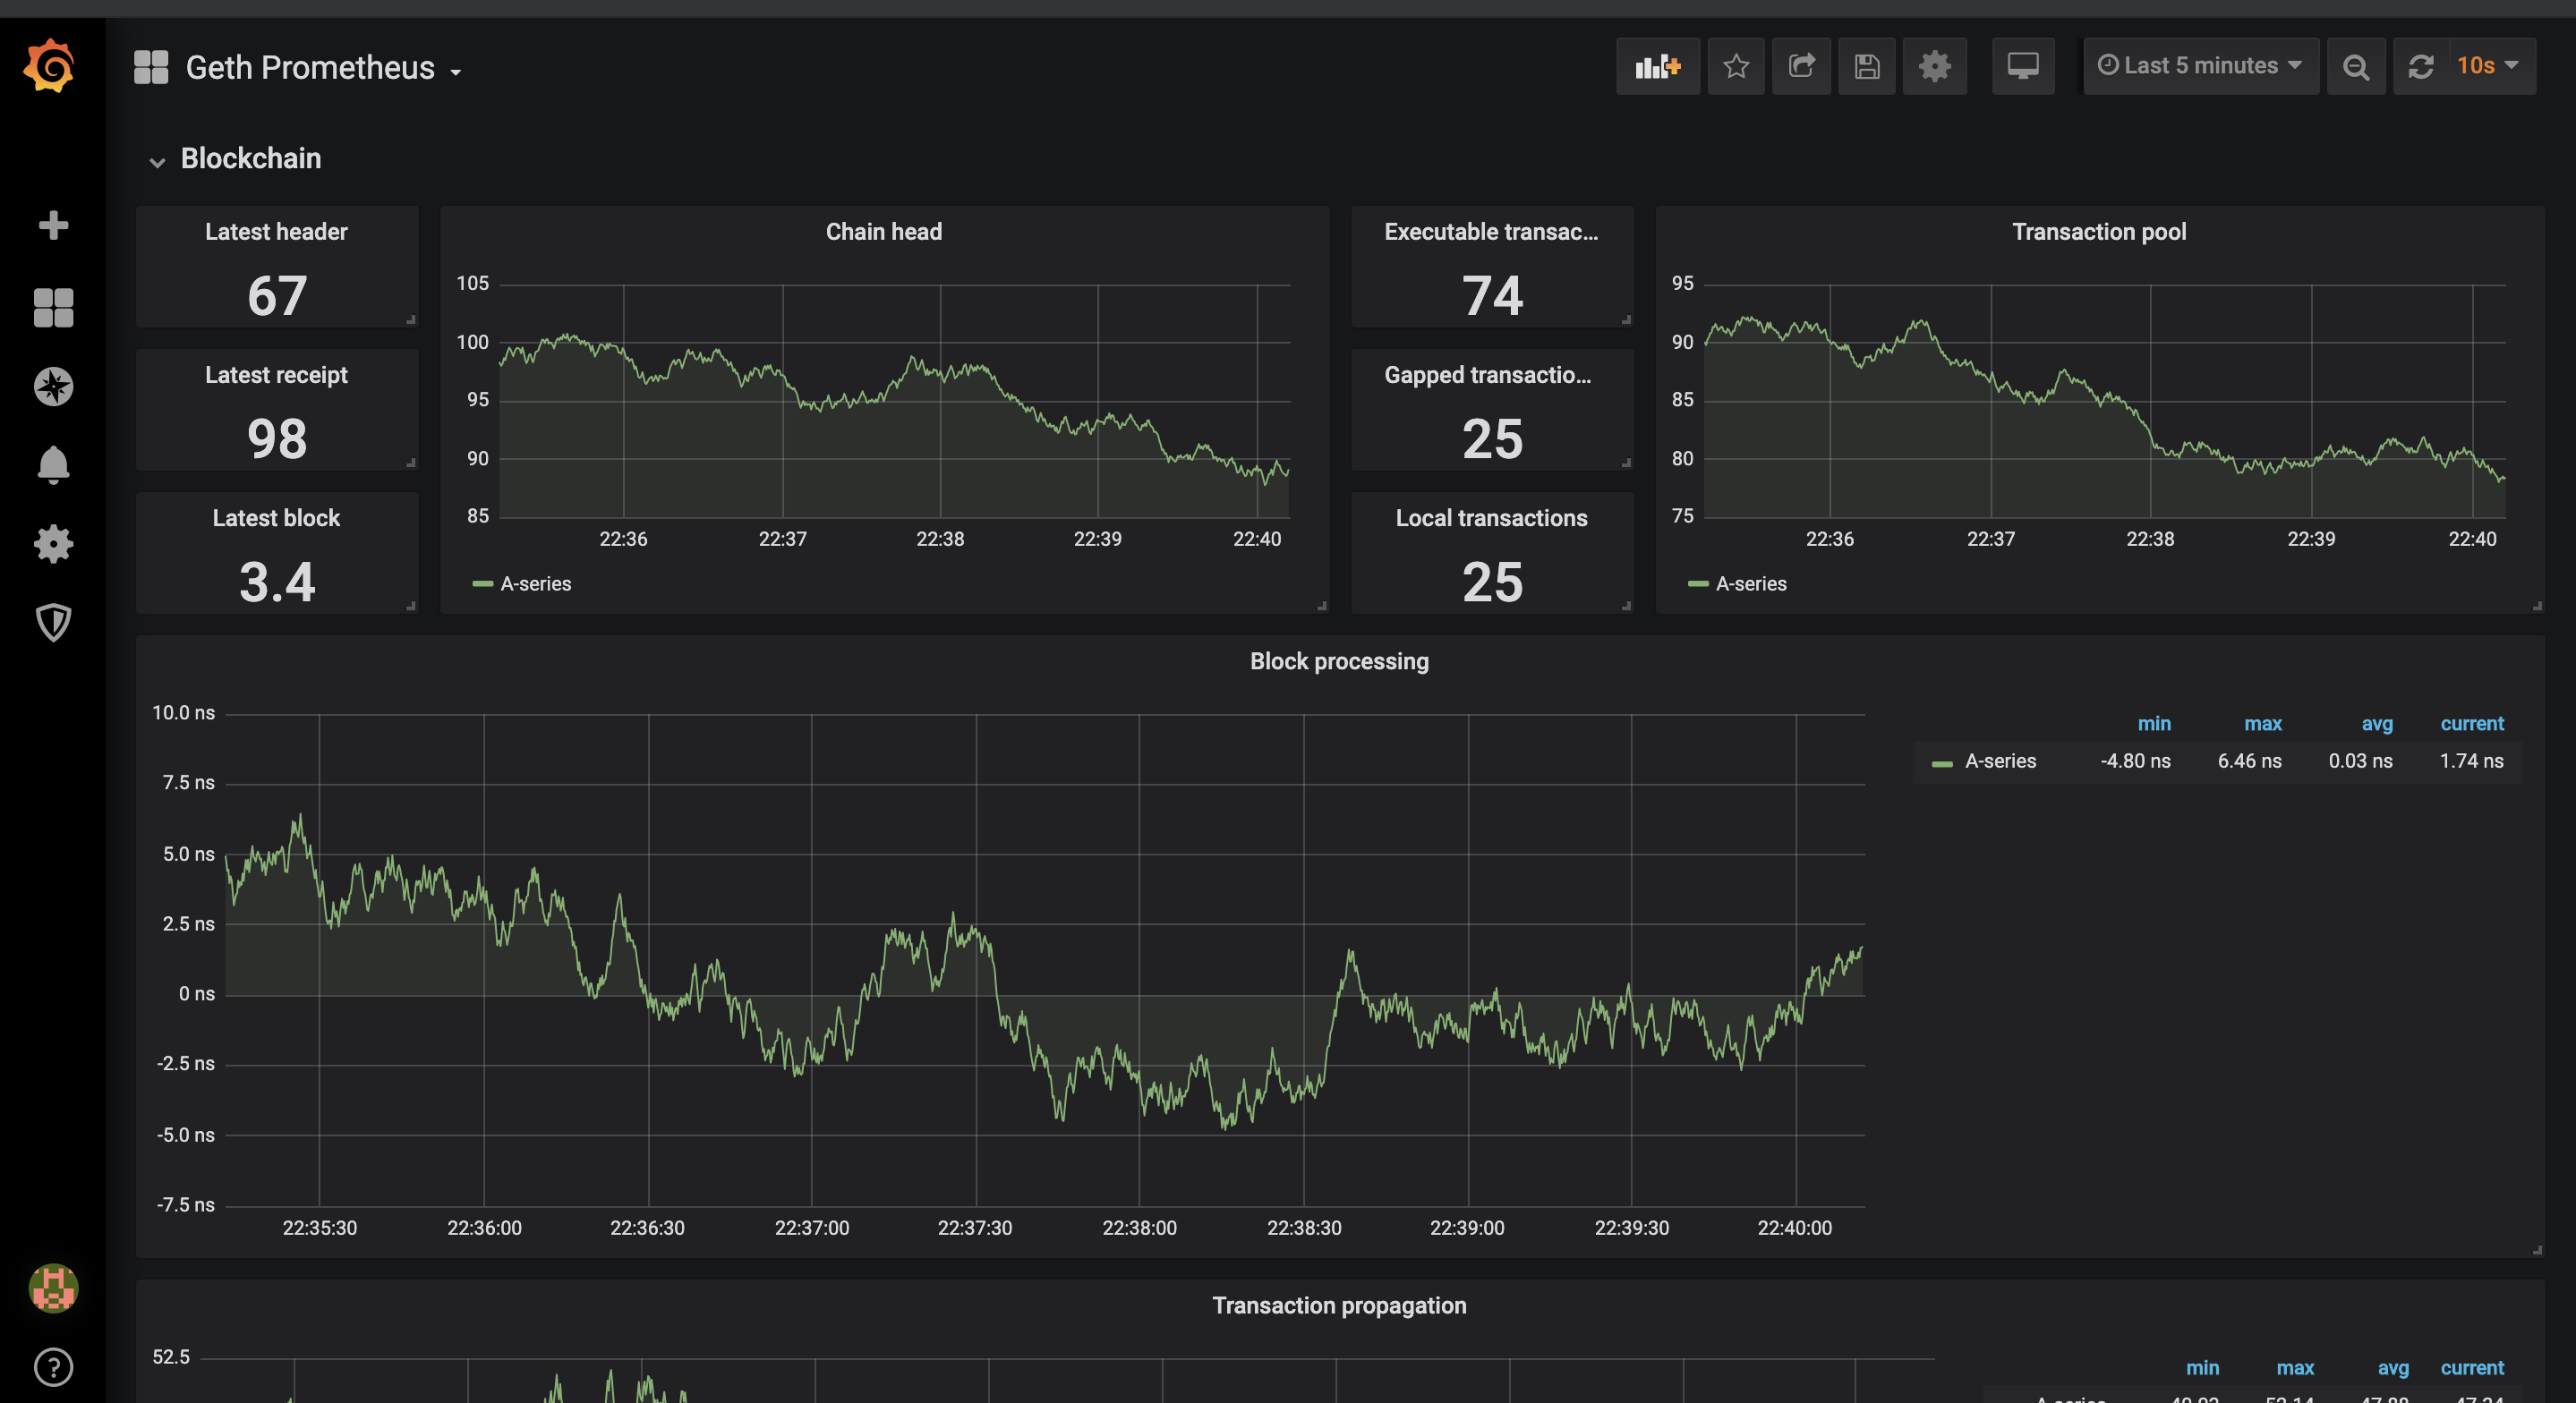 Geth Prometheus
Last 5 minutes
10s
Blockchain
Latest header
67
Latest receipt
98
Latest block
3.4
Chain head
105
100
95
90
85
22:36 22:37 22:38 22:39 22:40
A-series
Executable transac...
74
Gapped transactio...
25
Local transactions
25
Transaction pool
95
90
85
80
75
22:36 22:37 22:38 22:39 22:40
A-series
Block processing
10.0 ns
7.5 ns
5.0 ns
2.5 ns
0 ns
-2.5 ns
-5.0 ns
-7.5 ns
22:35:30 22:36:00 22:36:30 22:37:00 22:37:30 22:38:00 22:38:30 22:39:00 22:39:30 22:40:00
min max avg current
A-series -4.80 ns 6.46 ns 0.03 ns 1.74 ns
Transaction propagation
52.5
min max avg current
A-series